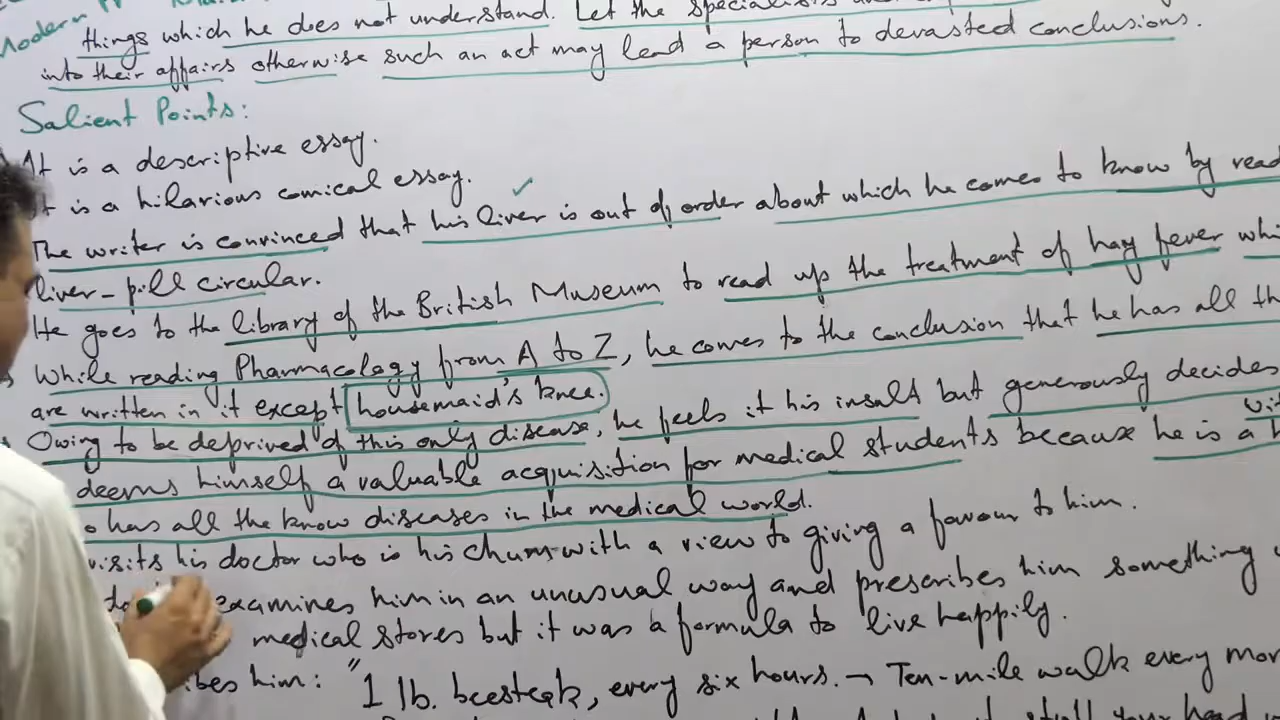 Modern
things which he does not understand. Let the specialists
into their affairs otherwise such an act may lead a person to devasted conclusions.
Salient Points:
It is a descriptive essay.
It is a hilarious comical essay.
The writer is convinced that his liver is out of order about which he comes to know by read
liver-pill circular.
He goes to the library of the British Museum to read up the treatment of hay fever whi
While reading Pharmacology from A to Z, he comes to the conclusion that he has all th
are written in it except housemaid's knee.
Owing to be deprived of this only disease, he feels it his insult but generously decides
deems himself a valuable acquisition for medical students because he is a h
o has all the know diseases in the medical world.
visits his doctor who is his chum with a view to giving a favour to him.
examines him in an unusual way and prescribes him something
medical stores but it was a formula to live happily.
ibes him: "1 lb. beesteak, every six hours. → Ten-mile walk every mor